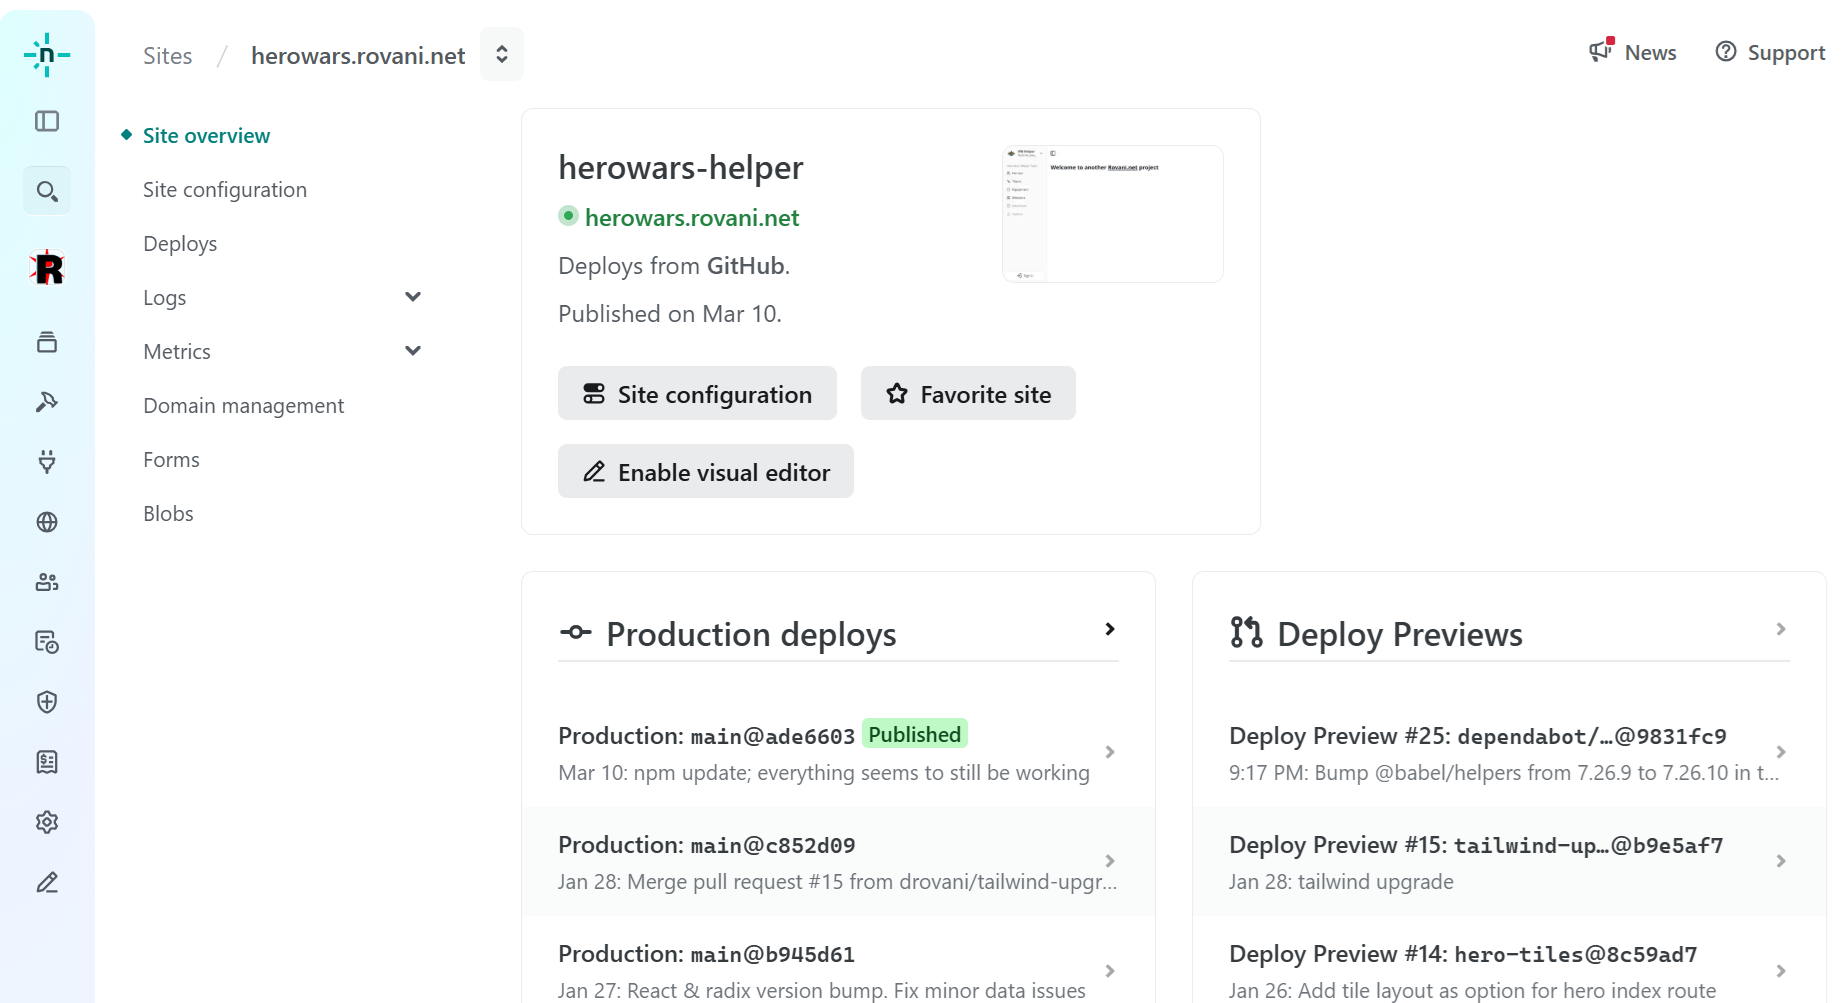 Sites / herowars.rovani.net
News
Support
Site overview
Site configuration
Deploys
Logs
Metrics
Domain management
Forms
Blobs
herowars-helper
herowars.rovani.net
Deploys from GitHub.
Published on Mar 10.
Welcome to another Rovani.net project
Site configuration
Favorite site
Enable visual editor
Production deploys
Production: main@ade6603 Published
Mar 10: npm update; everything seems to still be working
Production: main@c852d09
Jan 28: Merge pull request #15 from drovani/tailwind-upgr…
Production: main@b945d61
Jan 27: React & radix version bump. Fix minor data issues
Deploy Previews
Deploy Preview #25: dependabot/…@9831fc9
9:17 PM: Bump @babel/helpers from 7.26.9 to 7.26.10 in t…
Deploy Preview #15: tailwind-up…@b9e5af7
Jan 28: tailwind upgrade
Deploy Preview #14: hero-tiles@8c59ad7
Jan 26: Add tile layout as option for hero index route